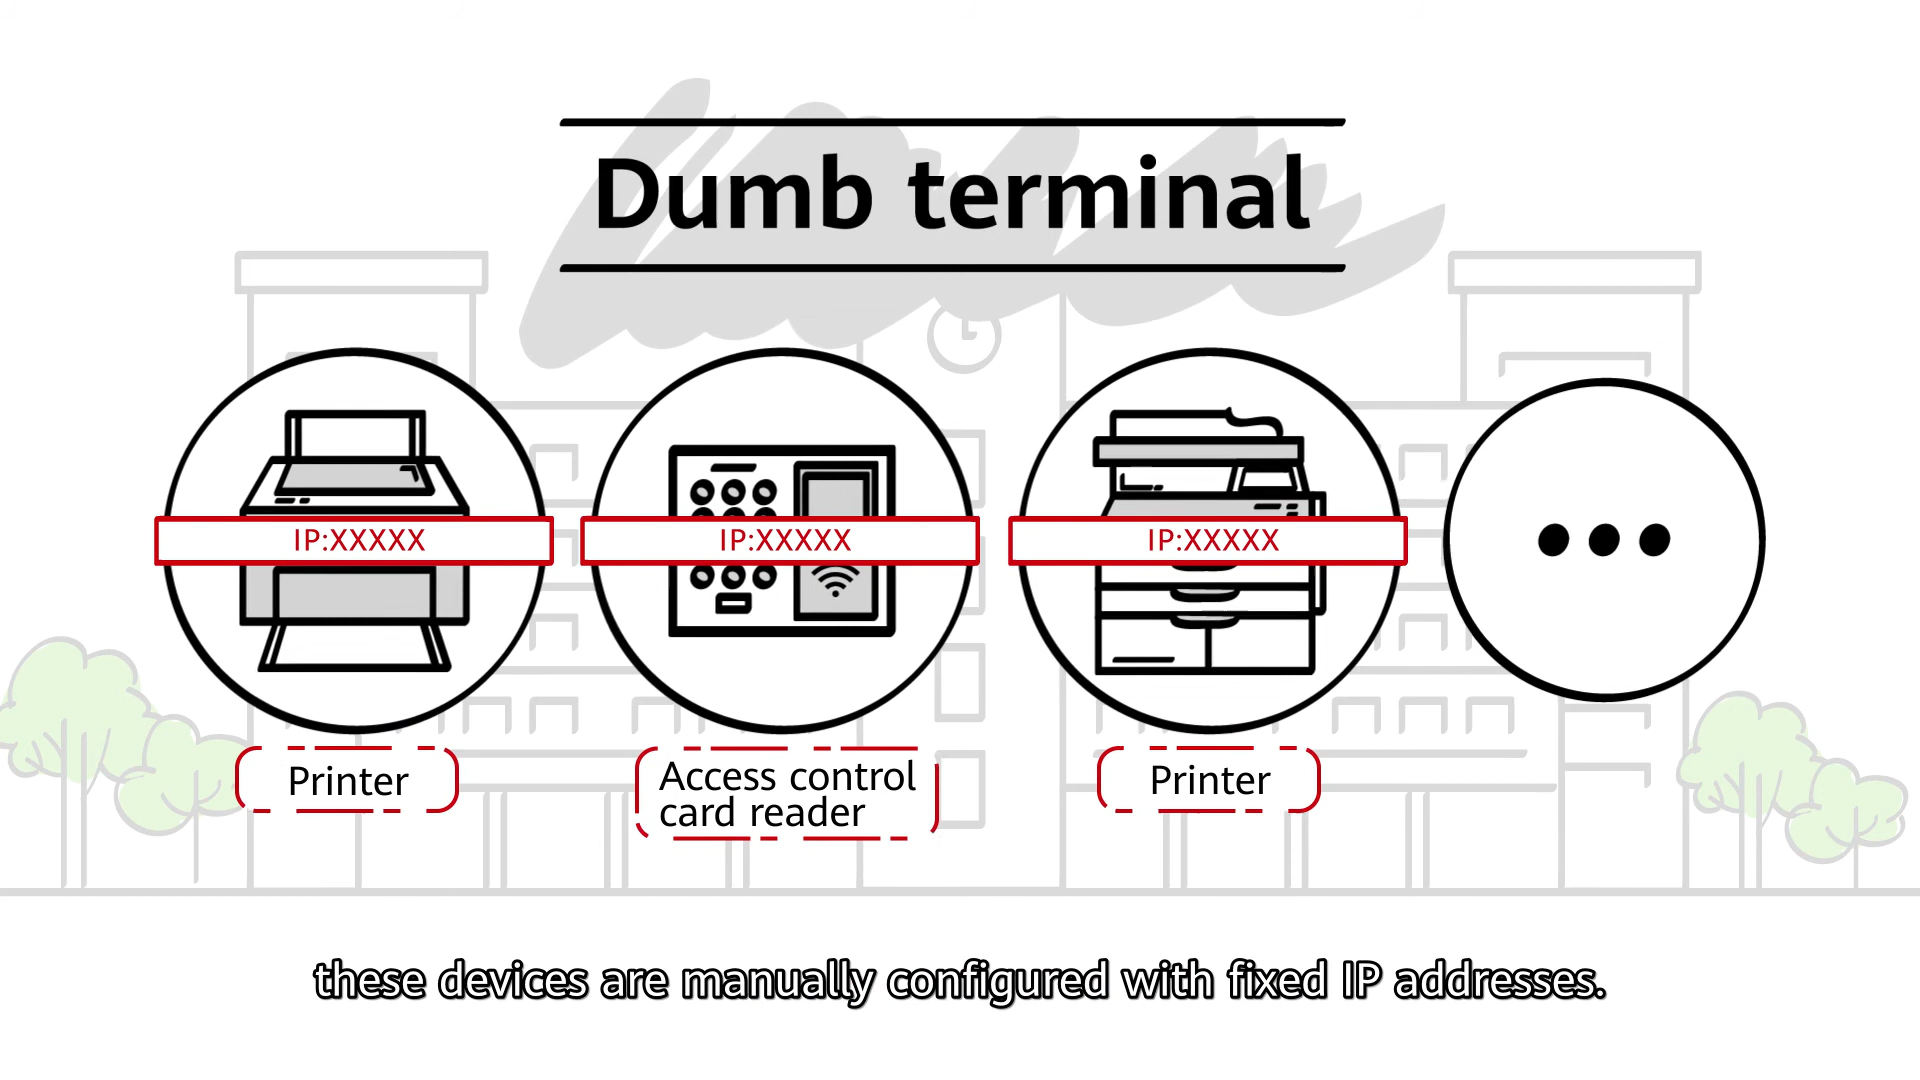 Dumb terminal
IP:XXXXX
IP:XXXXX
IP:XXXXX
Printer
Access control
card reader
Printer
these devices are manually configured with fixed IP addresses.